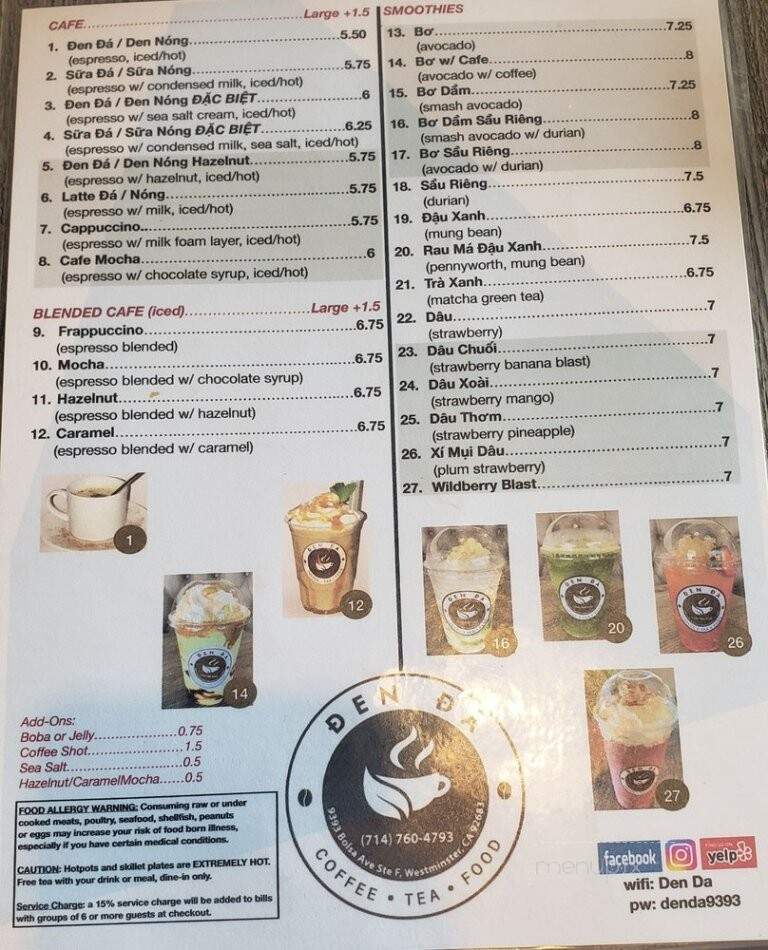 CAFE.......................................Large +1.5
1. Đen Đá / Den Nóng..............................5.50
(espresso, iced/hot)
2. Sữa Đá / Sữa Nóng..............................5.75
(espresso w/ condensed milk, iced/hot)
3. Đen Đá / Đen Nóng ĐẶC BIỆT....................6
(espresso w/ sea salt cream, iced/hot)
4. Sữa Đá / Sữa Nóng ĐẶC BIỆT...................6.25
(espresso w/ condensed milk, sea salt, iced/hot)
5. Đen Đá / Den Nóng Hazelnut....................5.75
(espresso w/ hazelnut, iced/hot)
6. Latte Đá / Nóng................................5.75
(espresso w/ milk, iced/hot)
7. Cappuccino.....................................5.75
(espresso w/ milk foam layer, iced/hot)
8. Cafe Mocha.....................................6
(espresso w/ chocolate syrup, iced/hot)
BLENDED CAFE (iced)........................Large +1.5
9. Frappuccino....................................6.75
(espresso blended)
10. Mocha.........................................6.75
(espresso blended w/ chocolate syrup)
11. Hazelnut......................................6.75
(espresso blended w/ hazelnut)
12. Caramel.......................................6.75
(espresso blended w/ caramel)
1
12
14
Add-Ons:
Boba or Jelly................0.75
Coffee Shot..................1.5
Sea Salt.....................0.5
Hazelnut/CaramelMocha......0.5
FOOD ALLERGY WARNING: Consuming raw or under
cooked meats, poultry, seafood, shellfish, peanuts
or eggs may increase your risk of food born illness,
especially if you have certain medical conditions.
CAUTION: Hotpots and skillet plates are EXTREMELY HOT.
Free tea with your drink or meal, dine-in only.
Service Charge: a 15% service charge will be added to bills
with groups of 6 or more guests at checkout.
SMOOTHIES
13. Bơ............................................7.25
(avocado)
14. Bơ w/ Cafe....................................8
(avocado w/ coffee)
15. Bơ Dầm........................................7.25
(smash avocado)
16. Bơ Dầm Sầu Riêng..............................8
(smash avocado w/ durian)
17. Bơ Sầu Riêng..................................8
(avocado w/ durian)
18. Sầu Riêng.....................................7.5
(durian)
19. Đậu Xanh......................................6.75
(mung bean)
20. Rau Má Đậu Xanh...............................7.5
(pennyworth, mung bean)
21. Trà Xanh......................................6.75
(matcha green tea)
22. Dâu...........................................7
(strawberry)
23. Dâu Chuối.....................................7
(strawberry banana blast)
24. Dâu Xoài......................................7
(strawberry mango)
25. Dâu Thơm......................................7
(strawberry pineapple)
26. Xí Mụi Dâu....................................7
(plum strawberry)
27. Wildberry Blast...............................7
16
20
26
27
ĐEN ĐÁ
(714) 760-4793
9393 Bolsa Ave Ste F, Westminster, CA 92683
COFFEE • TEA • FOOD
facebook
yelp
wifi: Den Da
pw: denda9393